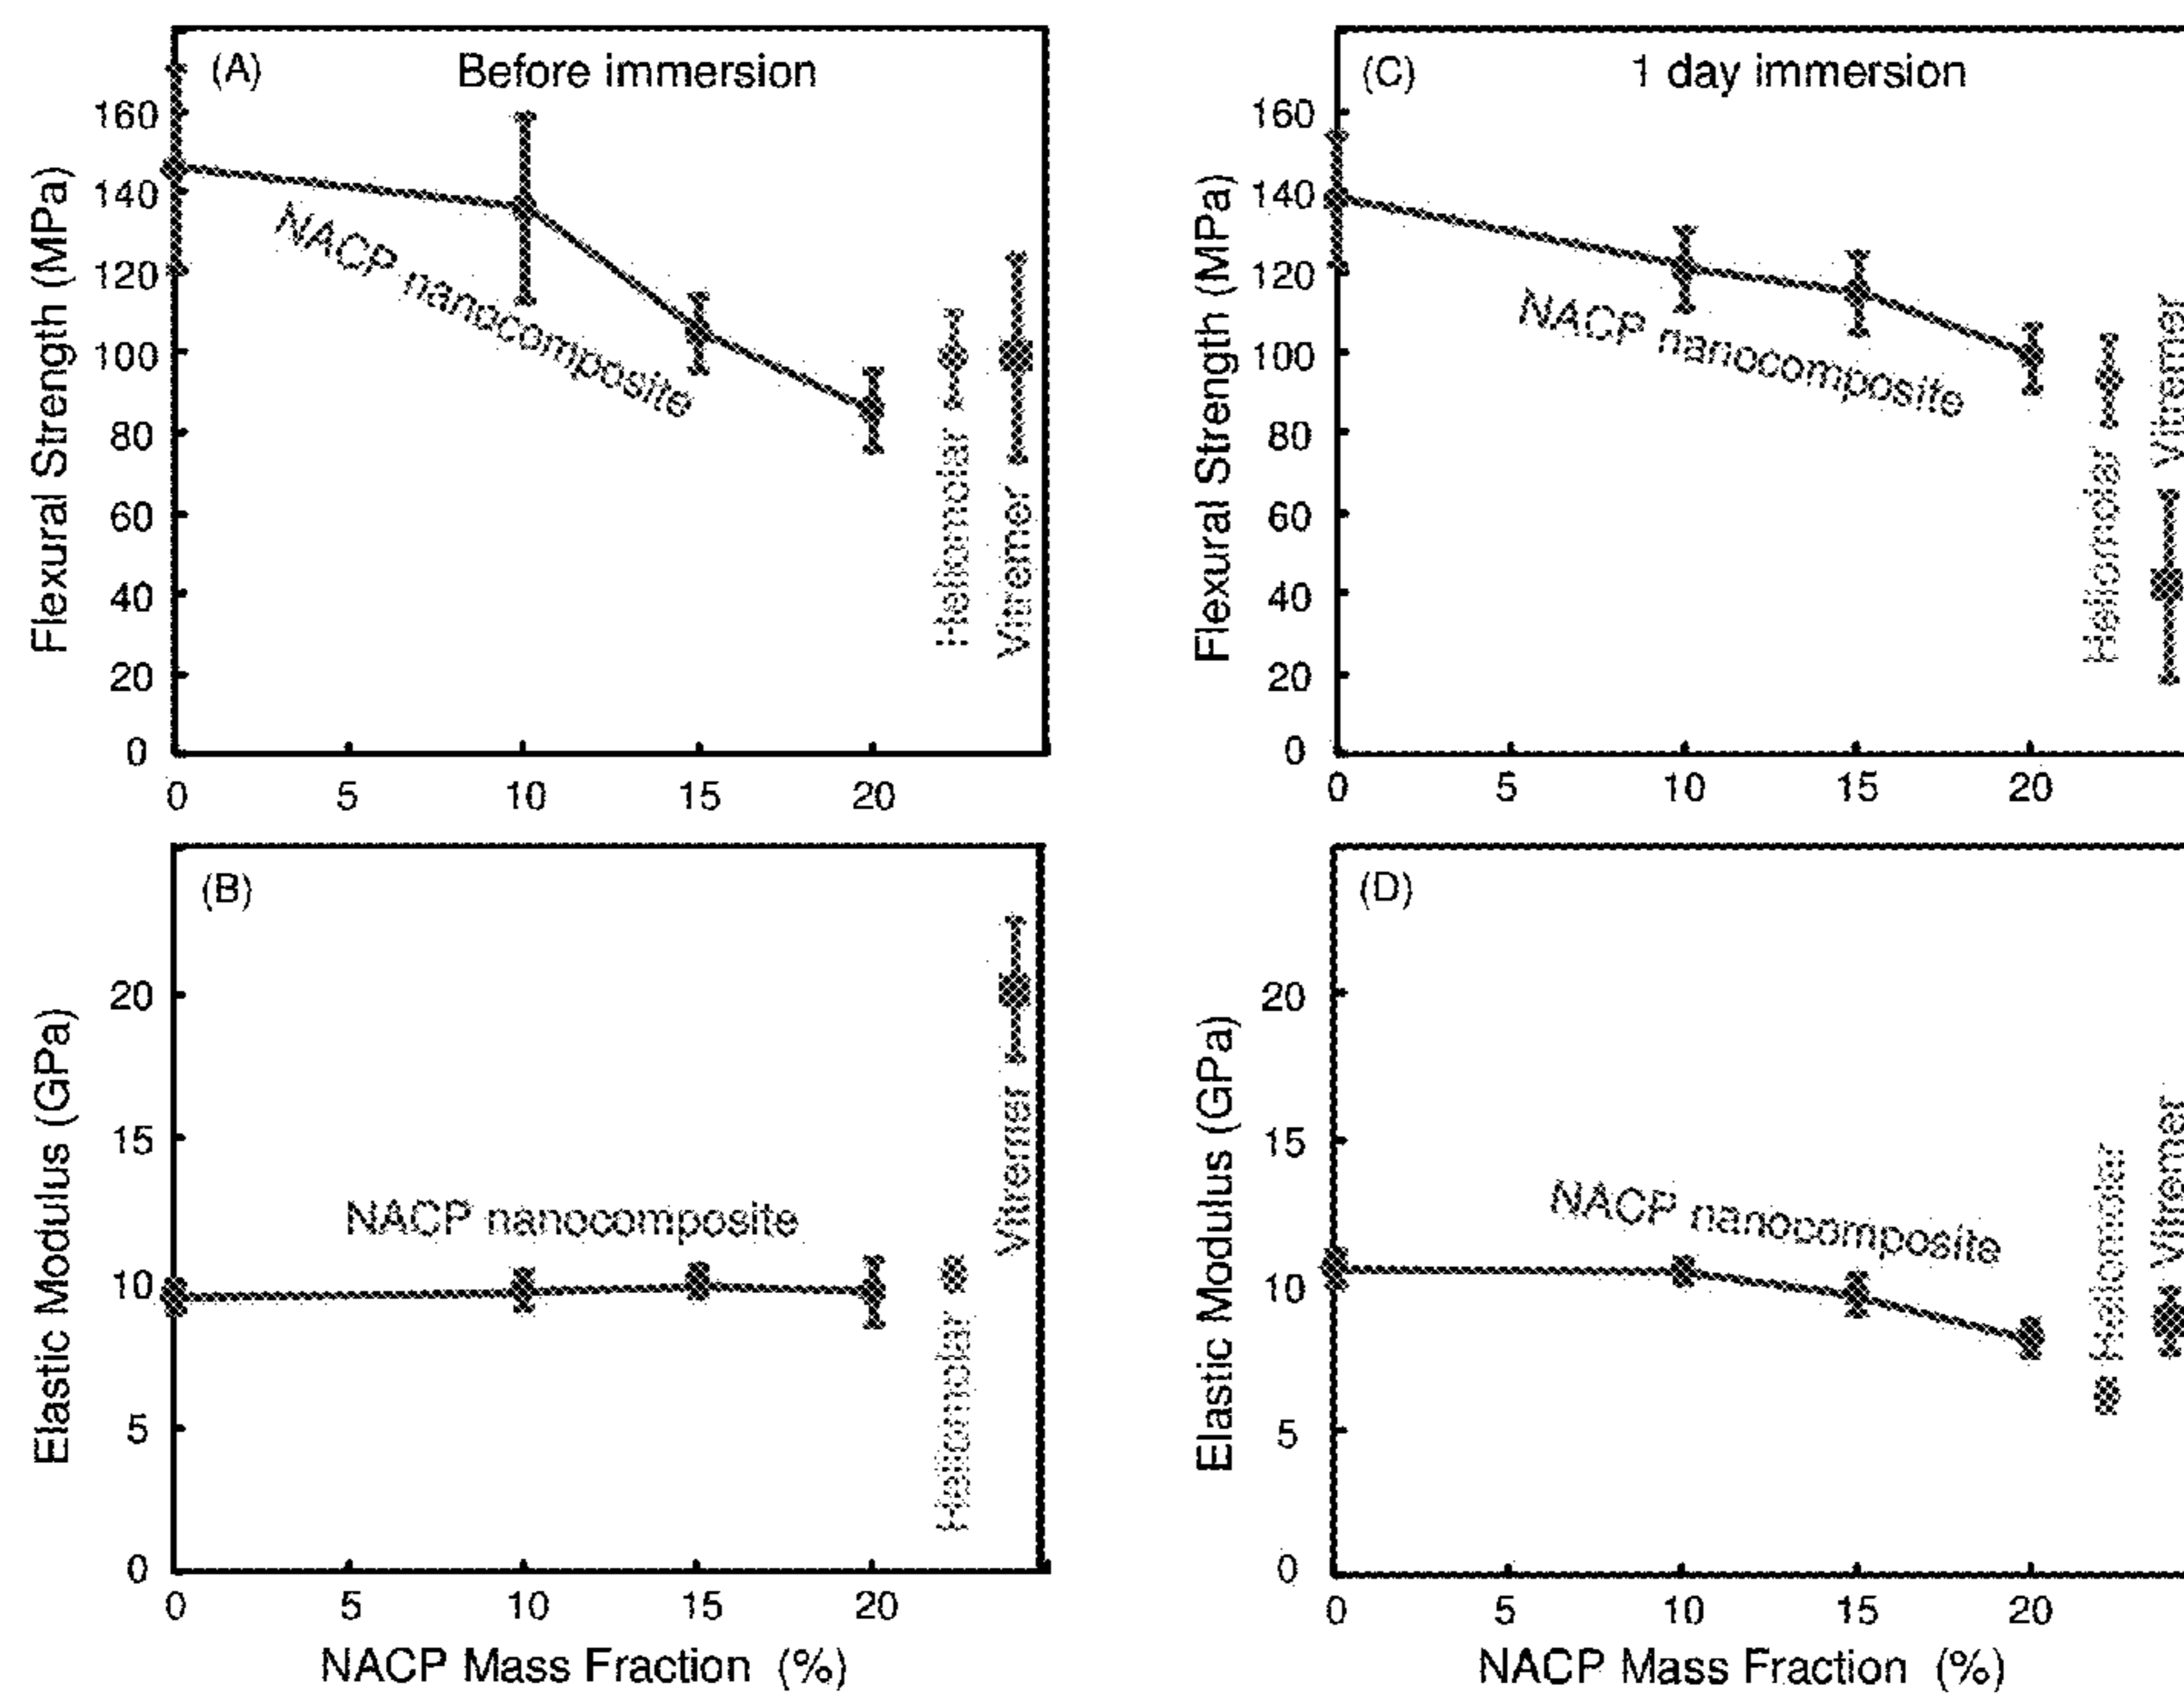 (A)
Before immersion
Flexural Strength (MPa)
160
140
120
100
80
60
40
20
0
NACP nanocomposite
Heliomolar
Vitremer
0 5 10 15 20
(C)
1 day immersion
Flexural Strength (MPa)
160
140
120
100
80
60
40
20
0
NACP nanocomposite
Heliomolar
Vitremer
0 5 10 15 20
(B)
Elastic Modulus (GPa)
20
15
10
5
0
NACP nanocomposite
Heliomolar
Vitremer
0 5 10 15 20
NACP Mass Fraction (%)
(D)
Elastic Modulus (GPa)
20
15
10
5
0
NACP nanocomposite
Heliomolar
Vitremer
0 5 10 15 20
NACP Mass Fraction (%)